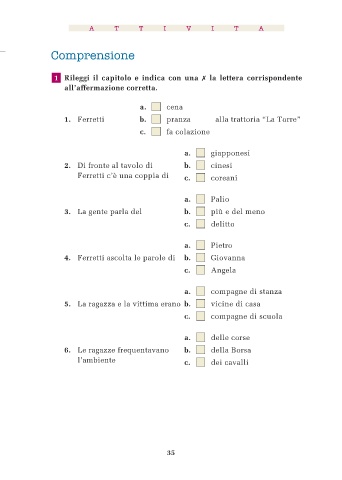 A T T I V I T À
Comprensione
1 Rileggi il capitolo e indica con una ✗ la lettera corrispondente
all'affermazione corretta.
a. cena
1. Ferretti b. pranza alla trattoria “La Torre”
c. fa colazione
a. giapponesi
2. Di fronte al tavolo di b. cinesi
Ferretti c'è una coppia di c. coreani
a. Palio
3. La gente parla del b. più e del meno
c. delitto
a. Pietro
4. Ferretti ascolta le parole di b. Giovanna
c. Angela
a. compagne di stanza
5. La ragazza e la vittima erano b. vicine di casa
c. compagne di scuola
a. delle corse
6. Le ragazze frequentavano b. della Borsa
l'ambiente c. dei cavalli
35